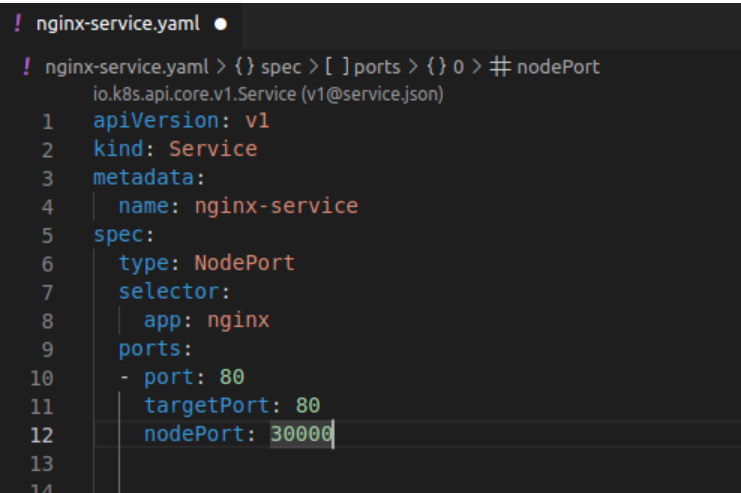 ! nginx-service.yaml ●
! nginx-service.yaml > {} spec > [ ] ports > {} 0 > # nodePort
io.k8s.api.core.v1.Service (v1@service.json)
1 apiVersion: v1
2 kind: Service
3 metadata:
4   name: nginx-service
5 spec:
6   type: NodePort
7   selector:
8     app: nginx
9   ports:
10   - port: 80
11     targetPort: 80
12     nodePort: 30000
13
14